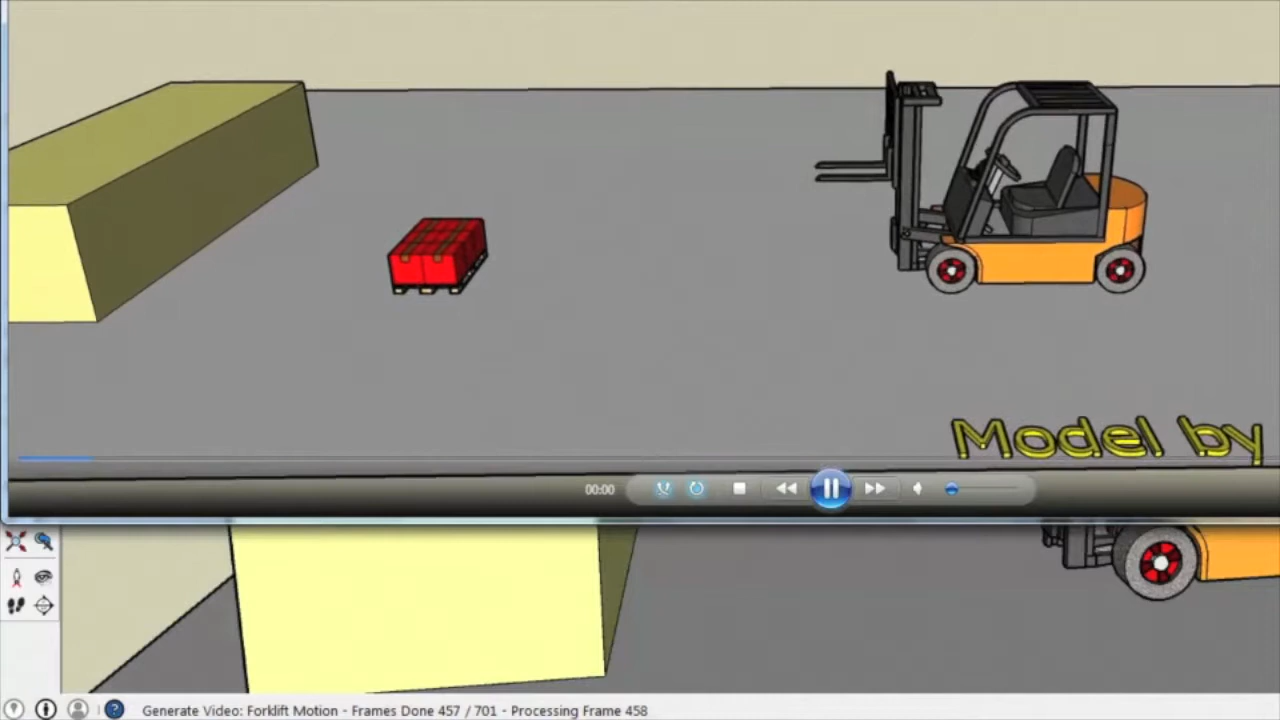 Model by
00:00
Generate Video: Forklift Motion - Frames Done 457 / 701 - Processing Frame 458